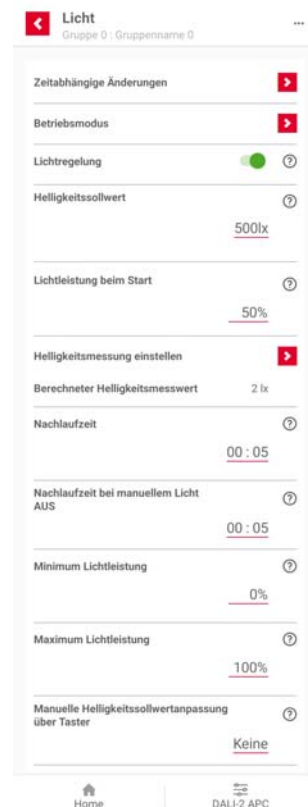 Licht
Gruppe 0 : Gruppenname 0
Zeitabhängige Änderungen
Betriebsmodus
Lichtregelung
Helligkeitssollwert
500lx
Lichtleistung beim Start
50%
Helligkeitsmessung einstellen
Berechneter Helligkeitsmesswert 2 lx
Nachlaufzeit
00 : 05
Nachlaufzeit bei manuellem Licht
AUS
00 : 05
Minimum Lichtleistung
0%
Maximum Lichtleistung
100%
Manuelle Helligkeitssollwertanpassung
über Taster
Keine
Home DALI-2 APC